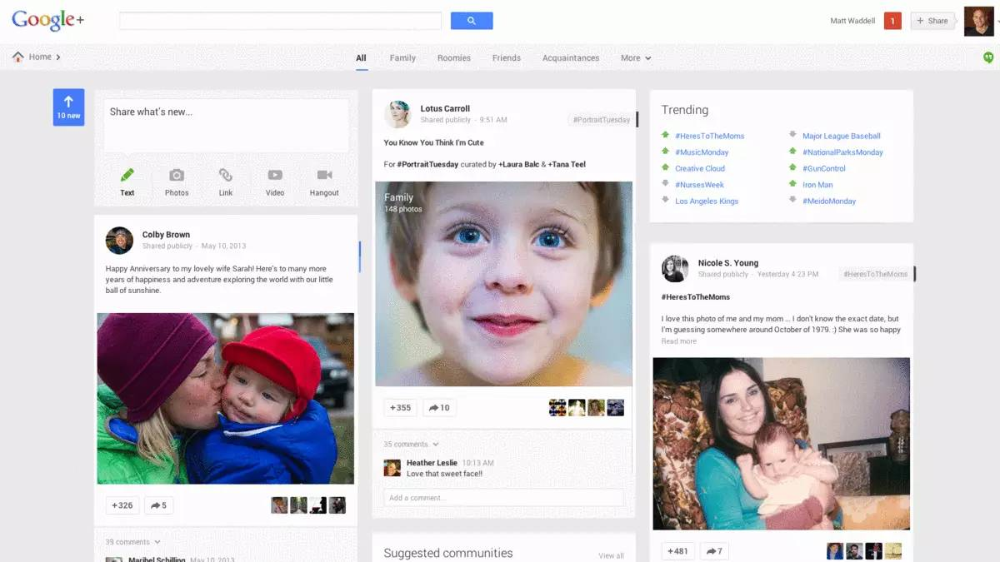 Google+
Matt Waddell
1
+ Share
Home
All
Family
Roomies
Friends
Acquaintances
More
10 new
Share what's new...
Text
Photos
Link
Video
Hangout
Colby Brown
Shared publicly - May 10, 2013
Happy Anniversary to my lovely wife Sarah! Here's to many more
years of happiness and adventure exploring the world with our little
ball of sunshine.
+326
5
39 comments
Maribel Schilling May 10, 2013
Lotus Carroll
Shared publicly - 9:51 AM
#PortraitTuesday
You Know You Think I'm Cute
For #PortraitTuesday curated by +Laura Balc & +Tana Teel
Family
148 photos
+355
10
35 comments
Heather Leslie 10:13 AM
Love that sweet face!!
Add a comment...
Suggested communities
View all
Trending
#HeresToTheMoms
#MusicMonday
Creative Cloud
#NursesWeek
Los Angeles Kings
Major League Baseball
#NationalParksMonday
#GunControl
Iron Man
#MeidoMonday
Nicole S. Young
Shared publicly - Yesterday 4:23 PM
#HeresToTheMoms
#HeresToTheMoms
I love this photo of me and my mom ... I don't know the exact date, but
I'm guessing somewhere around October of 1979. :) She was so happy
Read more
+481
7